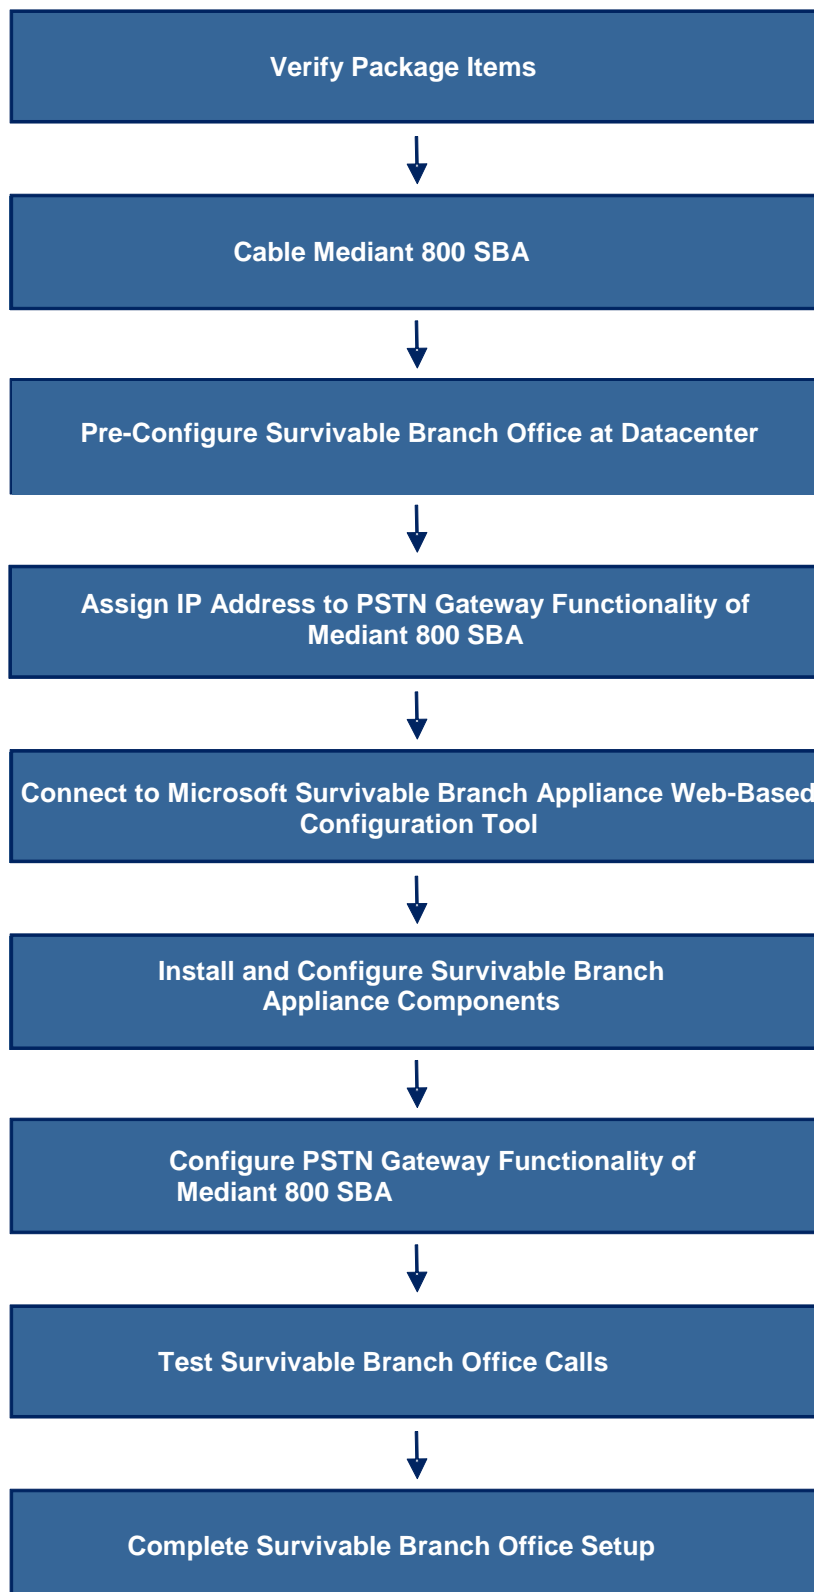 Verify Package Items
Cable Mediant 800 SBA
Pre-Configure Survivable Branch Office at Datacenter
Assign IP Address to PSTN Gateway Functionality of
Mediant 800 SBA
Connect to Microsoft Survivable Branch Appliance Web-Based
Configuration Tool
Install and Configure Survivable Branch
Appliance Components
Configure PSTN Gateway Functionality of
Mediant 800 SBA
Test Survivable Branch Office Calls
Complete Survivable Branch Office Setup